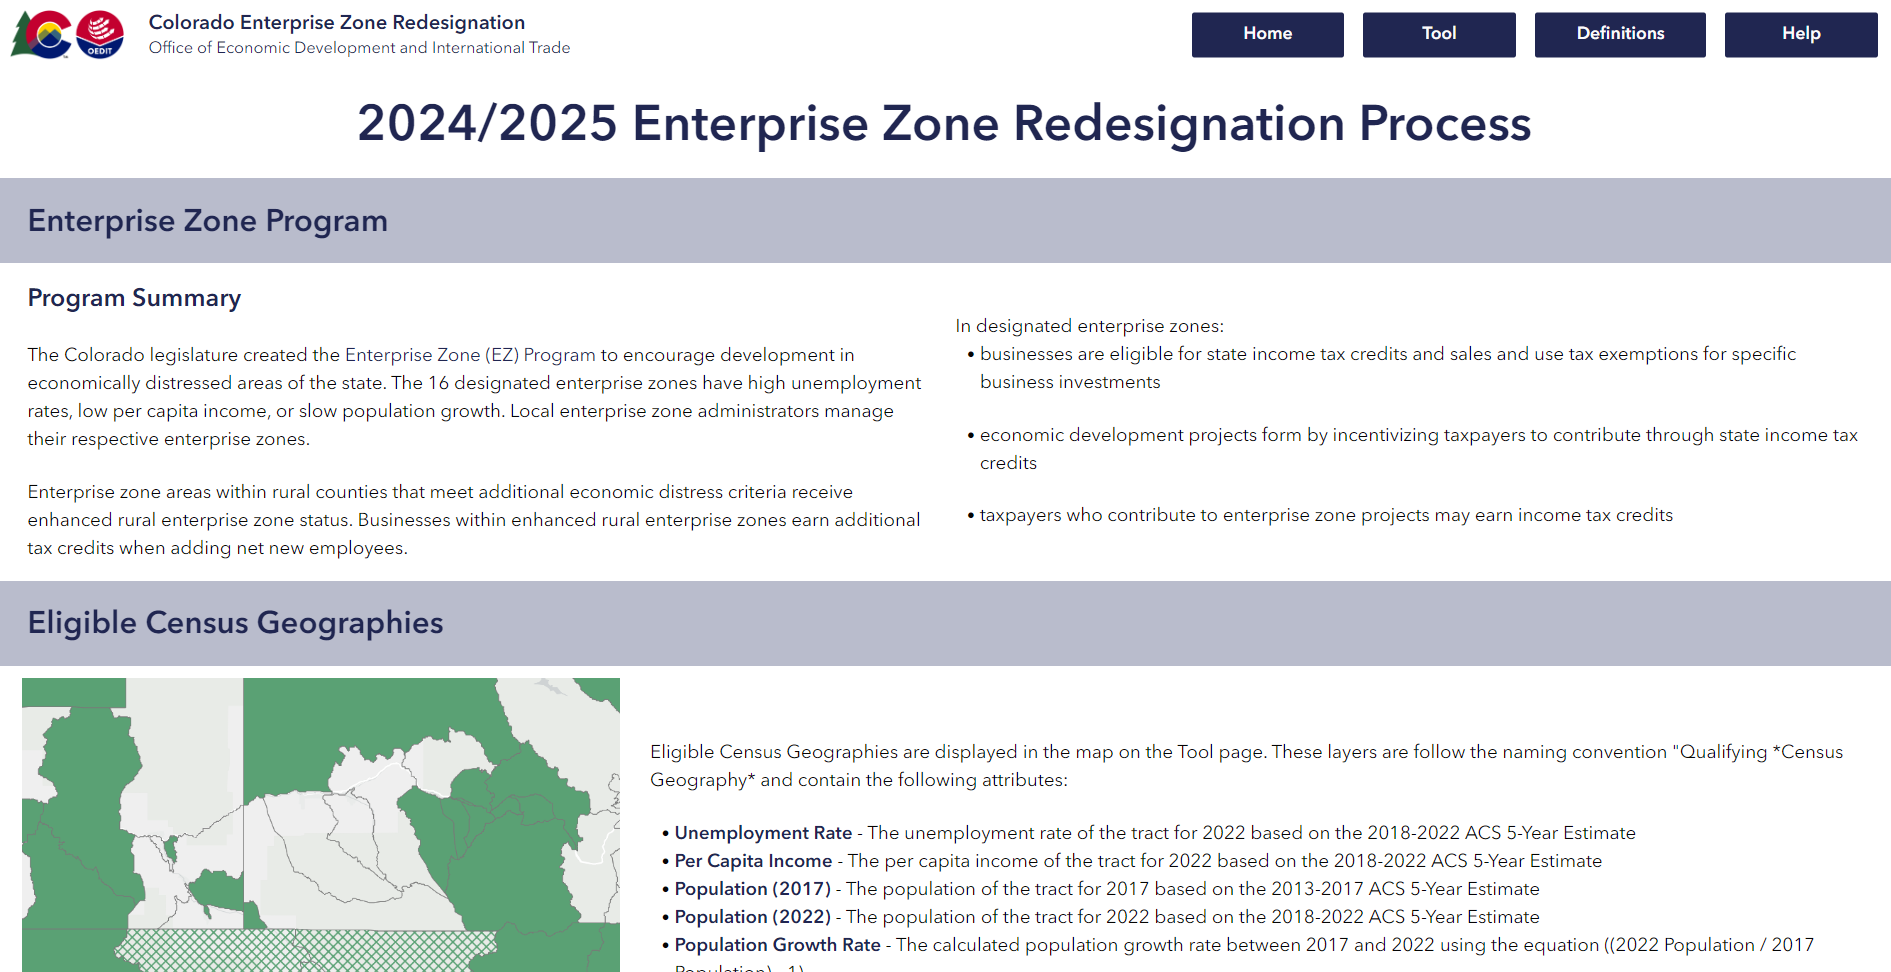 OEDIT
Colorado Enterprise Zone Redesignation
Office of Economic Development and International Trade
Home
Tool
Definitions
Help
2024/2025 Enterprise Zone Redesignation Process
Enterprise Zone Program
Program Summary
The Colorado legislature created the Enterprise Zone (EZ) Program to encourage development in
economically distressed areas of the state. The 16 designated enterprise zones have high unemployment
rates, low per capita income, or slow population growth. Local enterprise zone administrators manage
their respective enterprise zones.
Enterprise zone areas within rural counties that meet additional economic distress criteria receive
enhanced rural enterprise zone status. Businesses within enhanced rural enterprise zones earn additional
tax credits when adding net new employees.
In designated enterprise zones:
• businesses are eligible for state income tax credits and sales and use tax exemptions for specific
business investments
• economic development projects form by incentivizing taxpayers to contribute through state income tax
credits
• taxpayers who contribute to enterprise zone projects may earn income tax credits
Eligible Census Geographies
Eligible Census Geographies are displayed in the map on the Tool page. These layers are follow the naming convention "Qualifying *Census
Geography* and contain the following attributes:
• Unemployment Rate - The unemployment rate of the tract for 2022 based on the 2018-2022 ACS 5-Year Estimate
• Per Capita Income - The per capita income of the tract for 2022 based on the 2018-2022 ACS 5-Year Estimate
• Population (2017) - The population of the tract for 2017 based on the 2013-2017 ACS 5-Year Estimate
• Population (2022) - The population of the tract for 2022 based on the 2018-2022 ACS 5-Year Estimate
• Population Growth Rate - The calculated population growth rate between 2017 and 2022 using the equation ((2022 Population / 2017
Population) - 1)